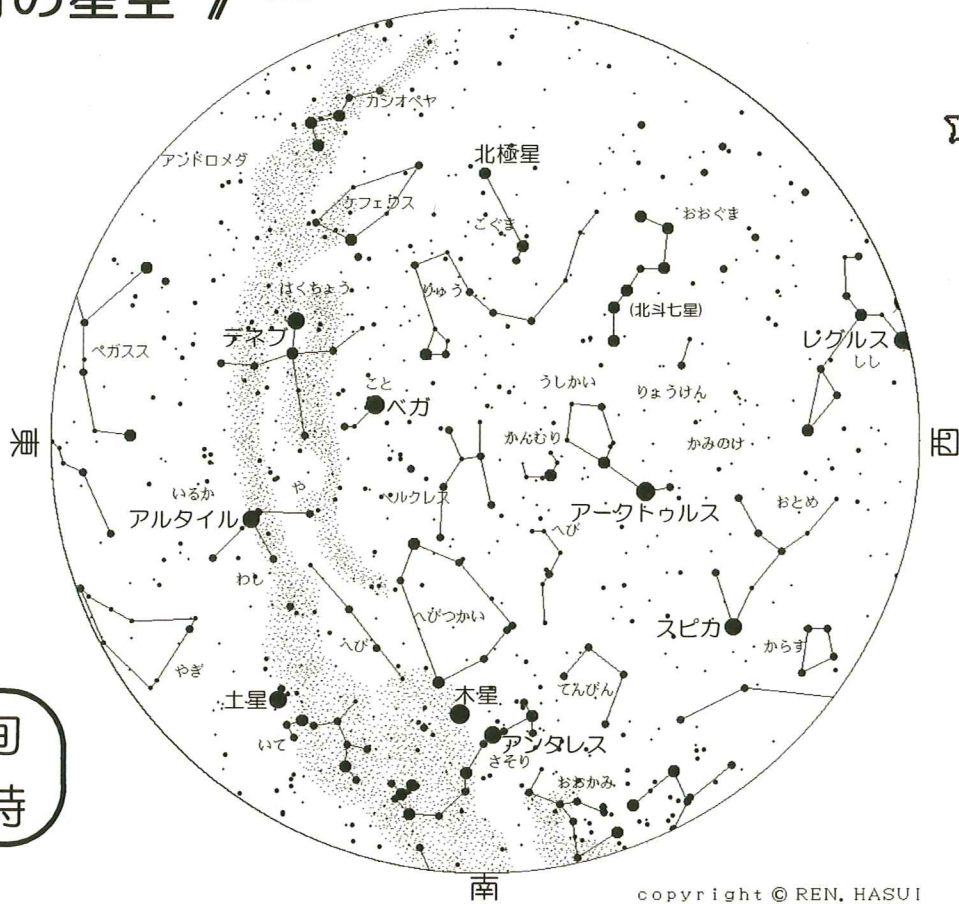 の星空 》
カシオペヤ
アンドロメダ
北極星
ケフェウス
こぐま
おおぐま
はくちょう
りゅう
(北斗七星)
デネブ
レグルス
しし
ペガスス
こと
ベガ
うしかい
りょうけん
かんむり
かみのけ
東
西
いるか
や
ヘルクレス
おとめ
アルタイル
アークトゥルス
へび
わし
へびつかい
スピカ
からす
へび
やぎ
てんびん
土星
木星
いて
アンタレス
さそり
おおかみ
旬
時
南
copyright © REN. HASUI